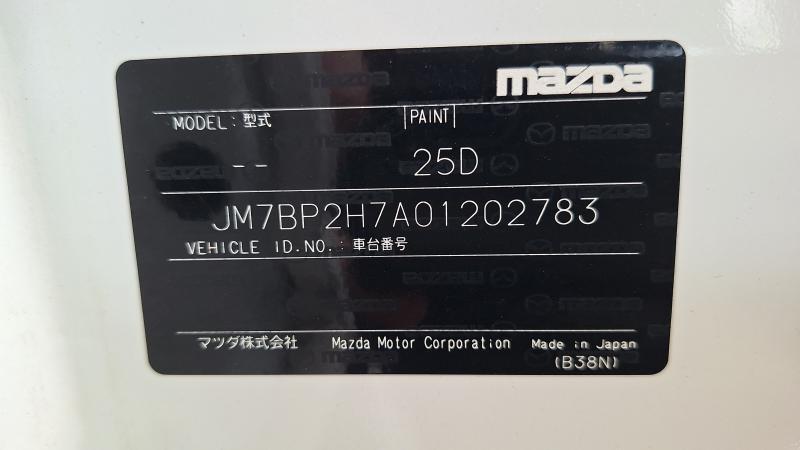 mazda
MODEL: 型式 PAINT
-- 25D
JM7BP2H7A01202783
VEHICLE ID.NO.: 車台番号
マツダ株式会社 Mazda Motor Corporation Made in Japan
(B38N)